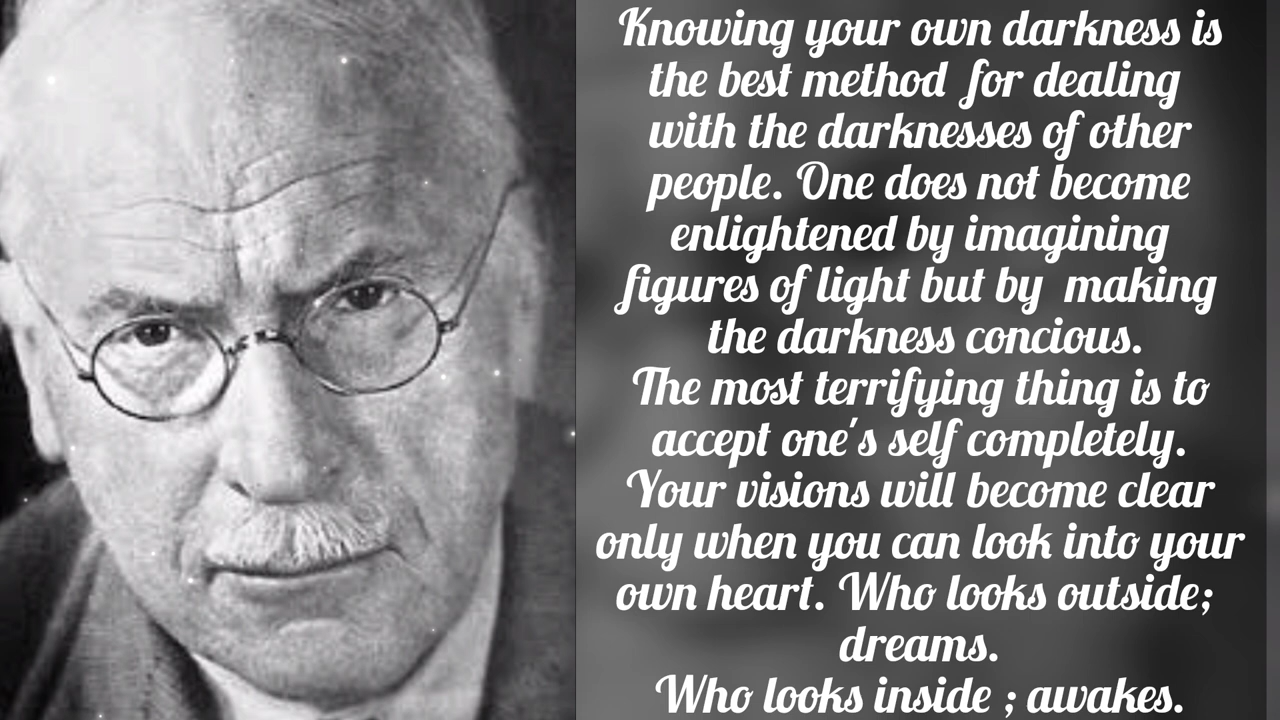 Knowing your own darkness is
the best method for dealing
with the darknesses of other
people. One does not become
enlightened by imagining
figures of light but by making
the darkness concious.
The most terrifying thing is to
accept one's self completely.
Your visions will become clear
only when you can look into your
own heart. Who looks outside;
dreams.
Who looks inside ; awakes.